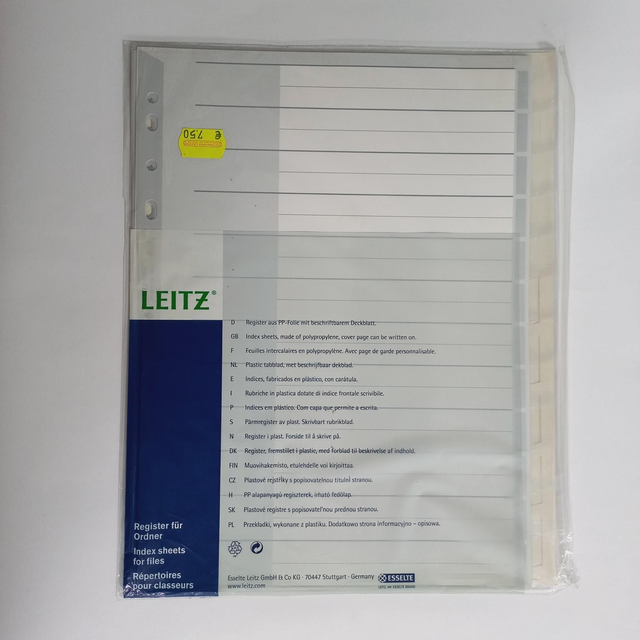 € 7.50
LEITZ®
D Register aus PP-Folie mit beschriftbarem Deckblatt.
GB Index sheets, made of polypropylene, cover page can be written on.
F Feuilles intercalaires en polypropylène. Avec page de garde personnalisable.
NL Plastic tabblad, met beschrijfbaar dekblad.
E Indices, fabricados en plástico, con carátula.
I Rubriche in plastica dotate di indice frontale scrivibile.
P Indices em plástico. Com capa que permite a escrita.
S Pärmregister av plast. Skrivbart rubrikblad.
N Register i plast. Forside til å skrive på.
DK Register, fremstillet i plastic, med forblad til beskrivelse af indhold.
FIN Muovihakemisto, etulehdelle voi kirjoittaa.
CZ Plastové rejstříky s popisovatelnou titulní stranou.
H PP alapanyagú regiszterek, írható fedőlap.
SK Plastové registre s popisovateľnou prednou stranou.
PL Przekładki, wykonane z plastiku. Dodatkowo strona informacyjno - opisowa.
Register für
Ordner
Index sheets
for files
Répertoires
pour classeurs
Esselte Leitz GmbH & Co KG · 70447 Stuttgart · Germany
www.leitz.com
ESSELTE